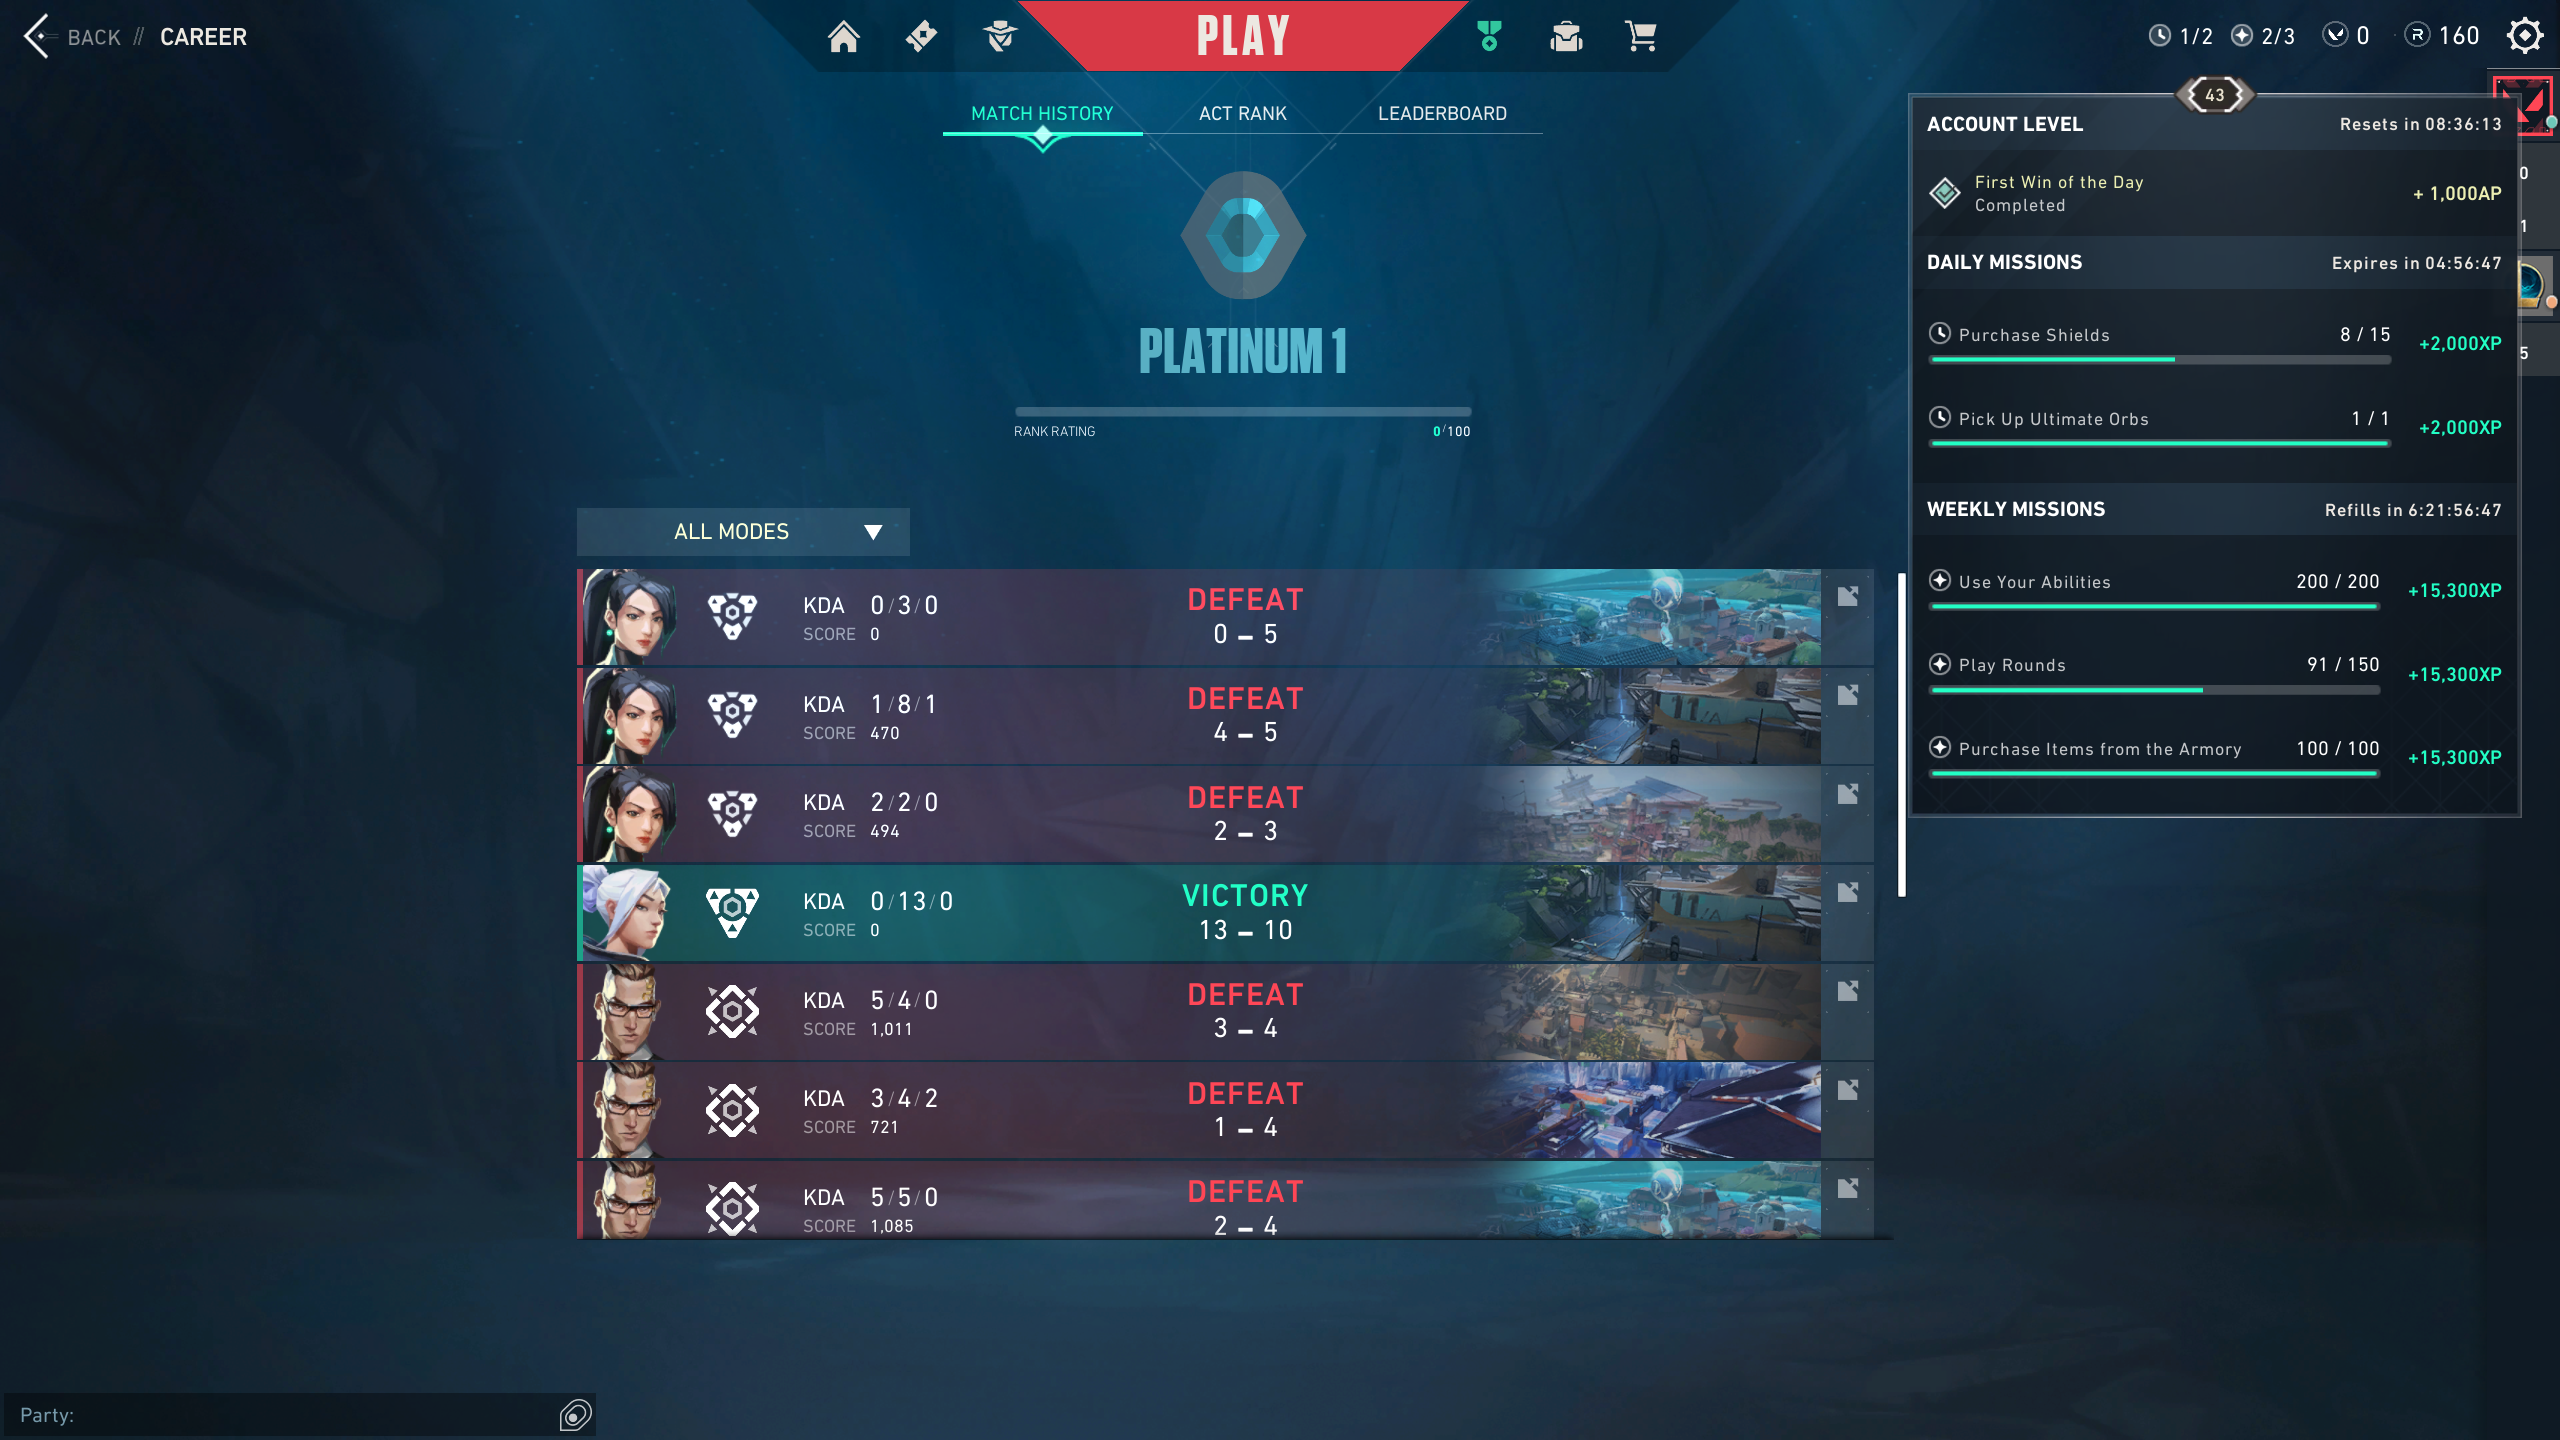 BACK // CAREER
PLAY
1/2 2/3 0 R 160
MATCH HISTORY ACT RANK LEADERBOARD
43
ACCOUNT LEVEL Resets in 08:36:13
First Win of the Day
Completed
+ 1,000AP
DAILY MISSIONS Expires in 04:56:47
Purchase Shields 8 / 15 +2,000XP
Pick Up Ultimate Orbs 1 / 1 +2,000XP
WEEKLY MISSIONS Refills in 6:21:56:47
Use Your Abilities 200 / 200 +15,300XP
Play Rounds 91 / 150 +15,300XP
Purchase Items from the Armory 100 / 100 +15,300XP
0
1
5
PLATINUM 1
RANK RATING 0/100
ALL MODES
KDA 0/3/0 DEFEAT
SCORE 0 0 – 5
KDA 1/8/1 DEFEAT
SCORE 470 4 – 5
KDA 2/2/0 DEFEAT
SCORE 494 2 – 3
KDA 0/13/0 VICTORY
SCORE 0 13 – 10
KDA 5/4/0 DEFEAT
SCORE 1,011 3 – 4
KDA 3/4/2 DEFEAT
SCORE 721 1 – 4
KDA 5/5/0 DEFEAT
SCORE 1,085 2 – 4
Party: